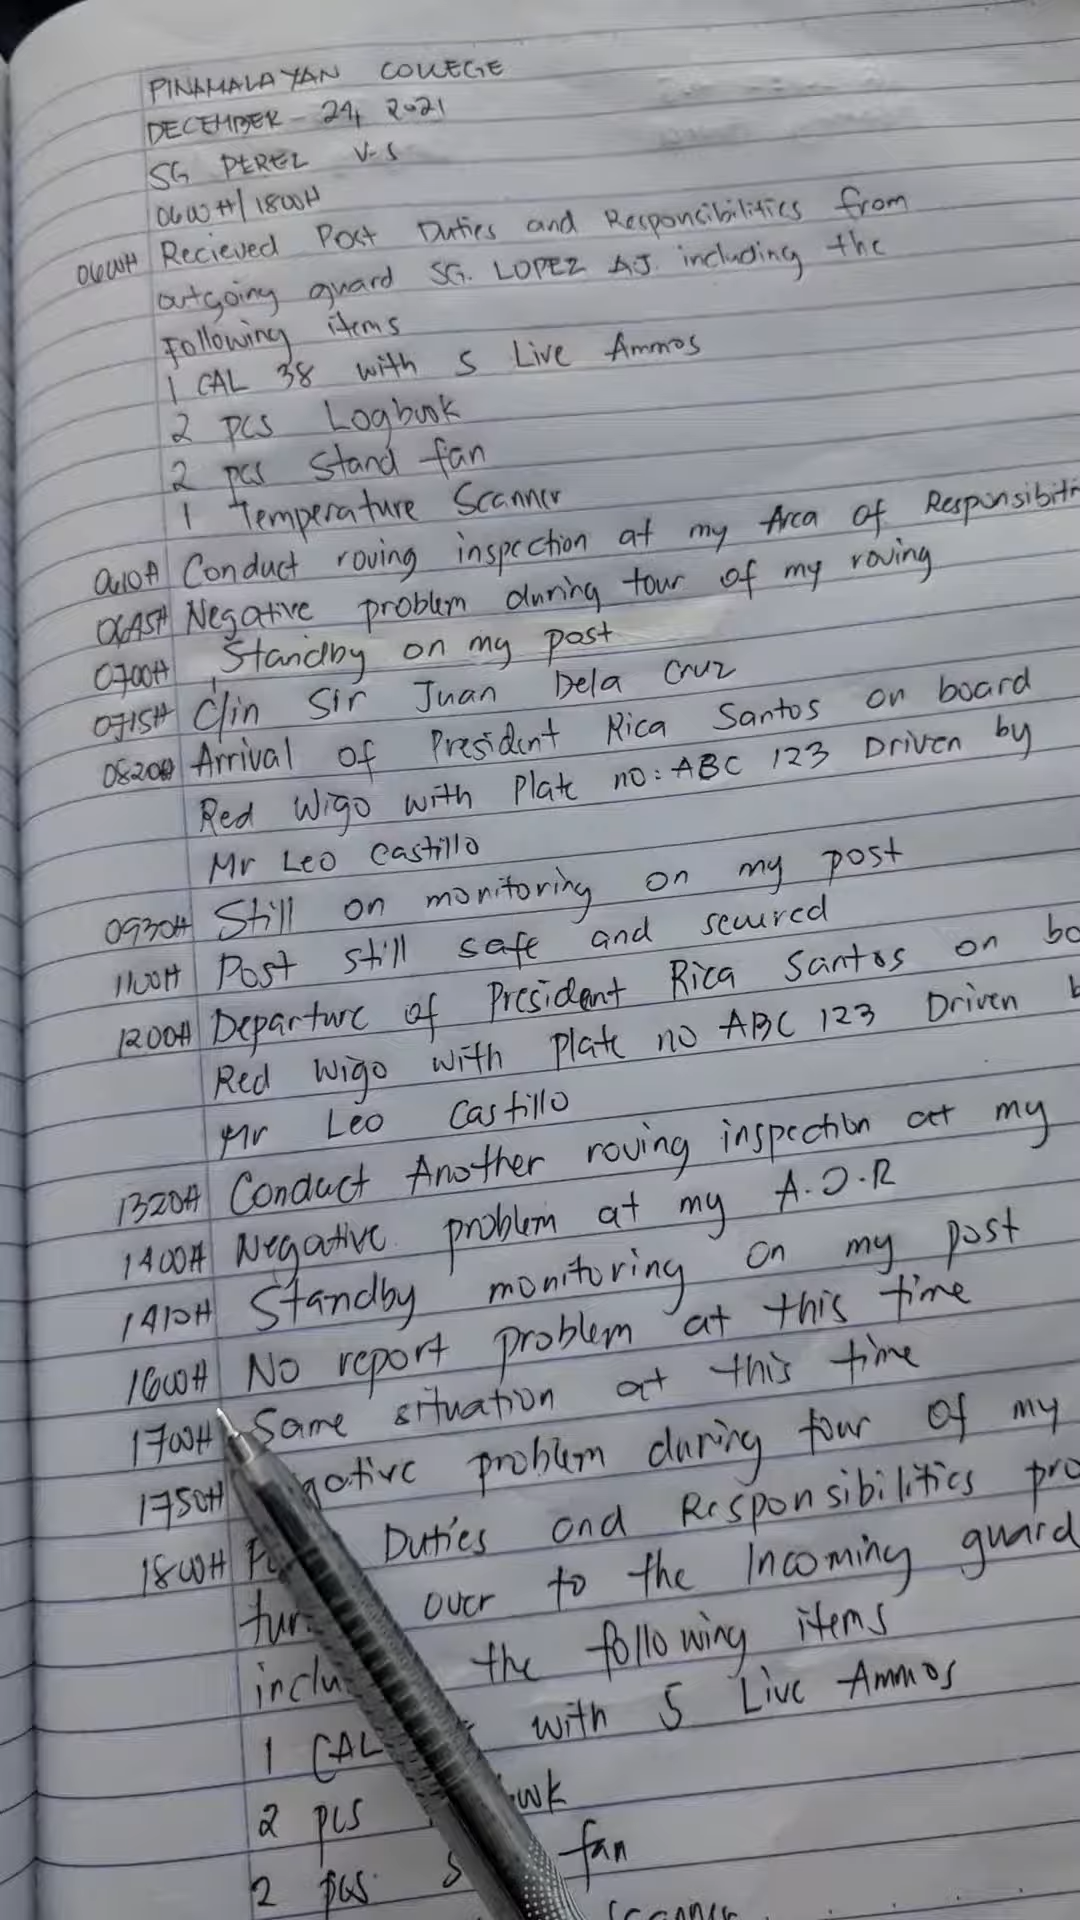 PINAMALAYAN COLLEGE
DECEMBER - 24, 2021
SG PEREZ V-S
0600H/1800H
0600H Recieved Post Duties and Responcibilities from
outgoing guard SG. LOPEZ A.J. including the
Following items
1 CAL 38 with 5 Live Ammos
2 pcs Logbook
2 pcs Stand fan
1 Temperature Scanner
0610H Conduct roving inspection at my Area of
0645H Negative problem during tour of my roving
0700H Standby on my post
0715H C/in Sir Juan Dela Cruz
0820H Arrival of President Rica Santos on board
Red Wigo with Plate no: ABC 123 Driven by
Mr Leo Castillo
0930H Still on monitoring on my post
1100H Post still safe and secured
1200H Departure of President Rica Santos on
Red Wigo with plate no ABC 123 Driven
Mr Leo Castillo
1320H Conduct Another roving inspection at my
1400H Negative problem at my A.O.R
1410H Standby monitoring on my post
1600H No report problem at this time
1700H Same situation at this time
1750H problem during tour of my
1800H Duties and Responsibilities
over to the Incoming guard
the following items
1 CAL with 5 Live Ammos
2 pcs
2 pcs fan